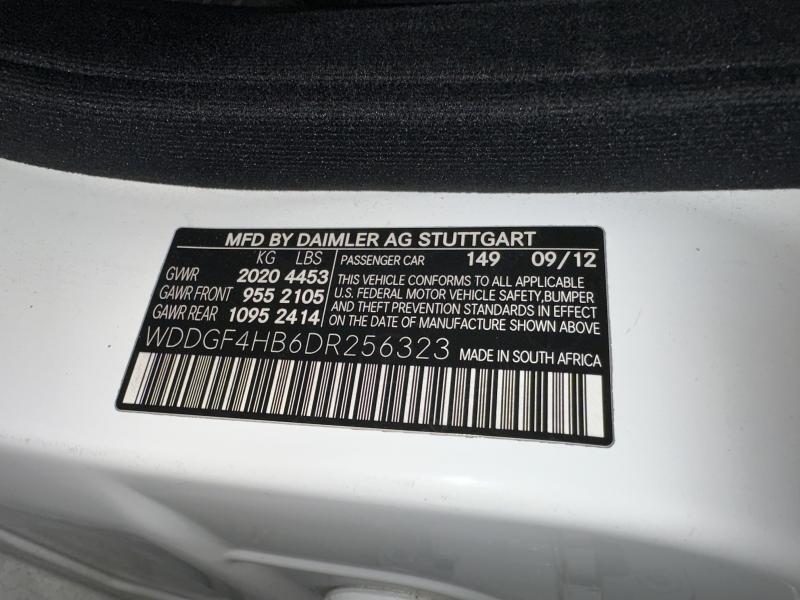 MFD BY DAIMLER AG STUTTGART
KG LBS
GVWR 2020 4453
GAWR FRONT 955 2105
GAWR REAR 1095 2414
PASSENGER CAR 149 09/12
THIS VEHICLE CONFORMS TO ALL APPLICABLE
U.S. FEDERAL MOTOR VEHICLE SAFETY,BUMPER
AND THEFT PREVENTION STANDARDS IN EFFECT
ON THE DATE OF MANUFACTURING SHOWN ABOVE
WDDGF4HB6DR256323 MADE IN SOUTH AFRICA